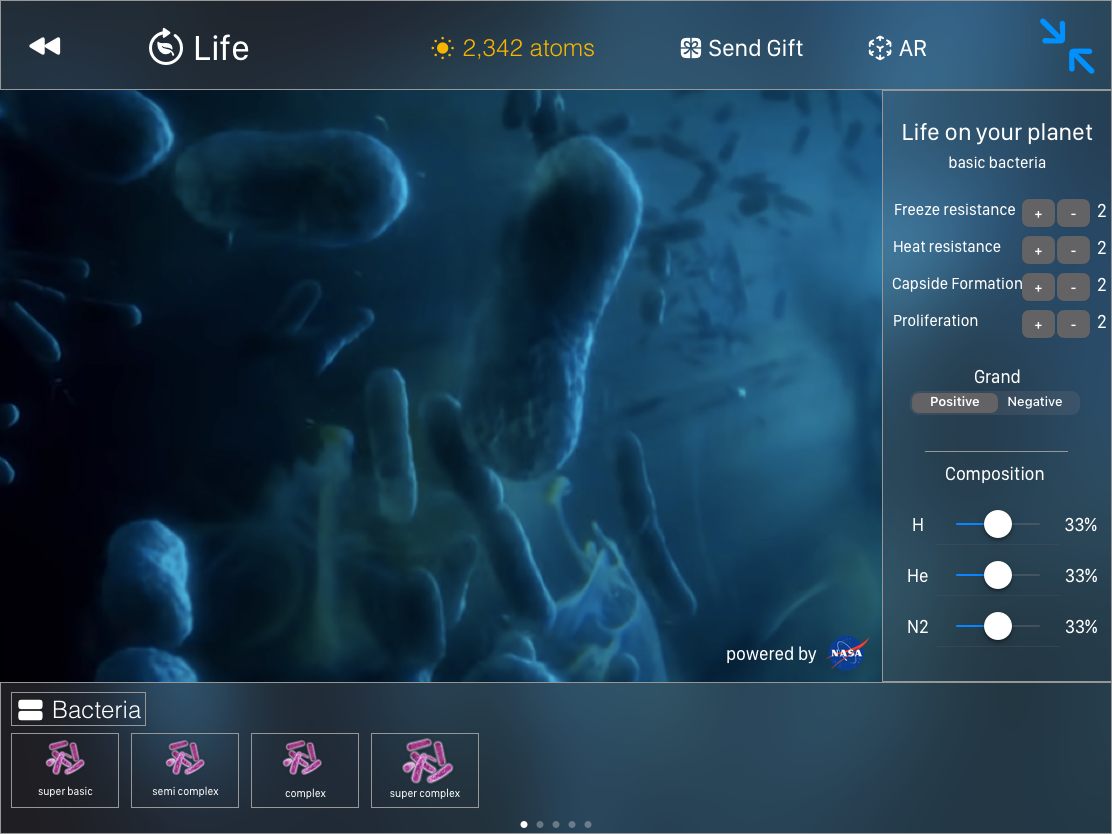 Life
2,342 atoms
Send Gift
AR
Life on your planet
basic bacteria
Freeze resistance + - 2
Heat resistance + - 2
Capside Formation + - 2
Proliferation + - 2
Grand
Positive Negative
Composition
H 33%
He 33%
N2 33%
powered by NASA
Bacteria
super basic
semi complex
complex
super complex